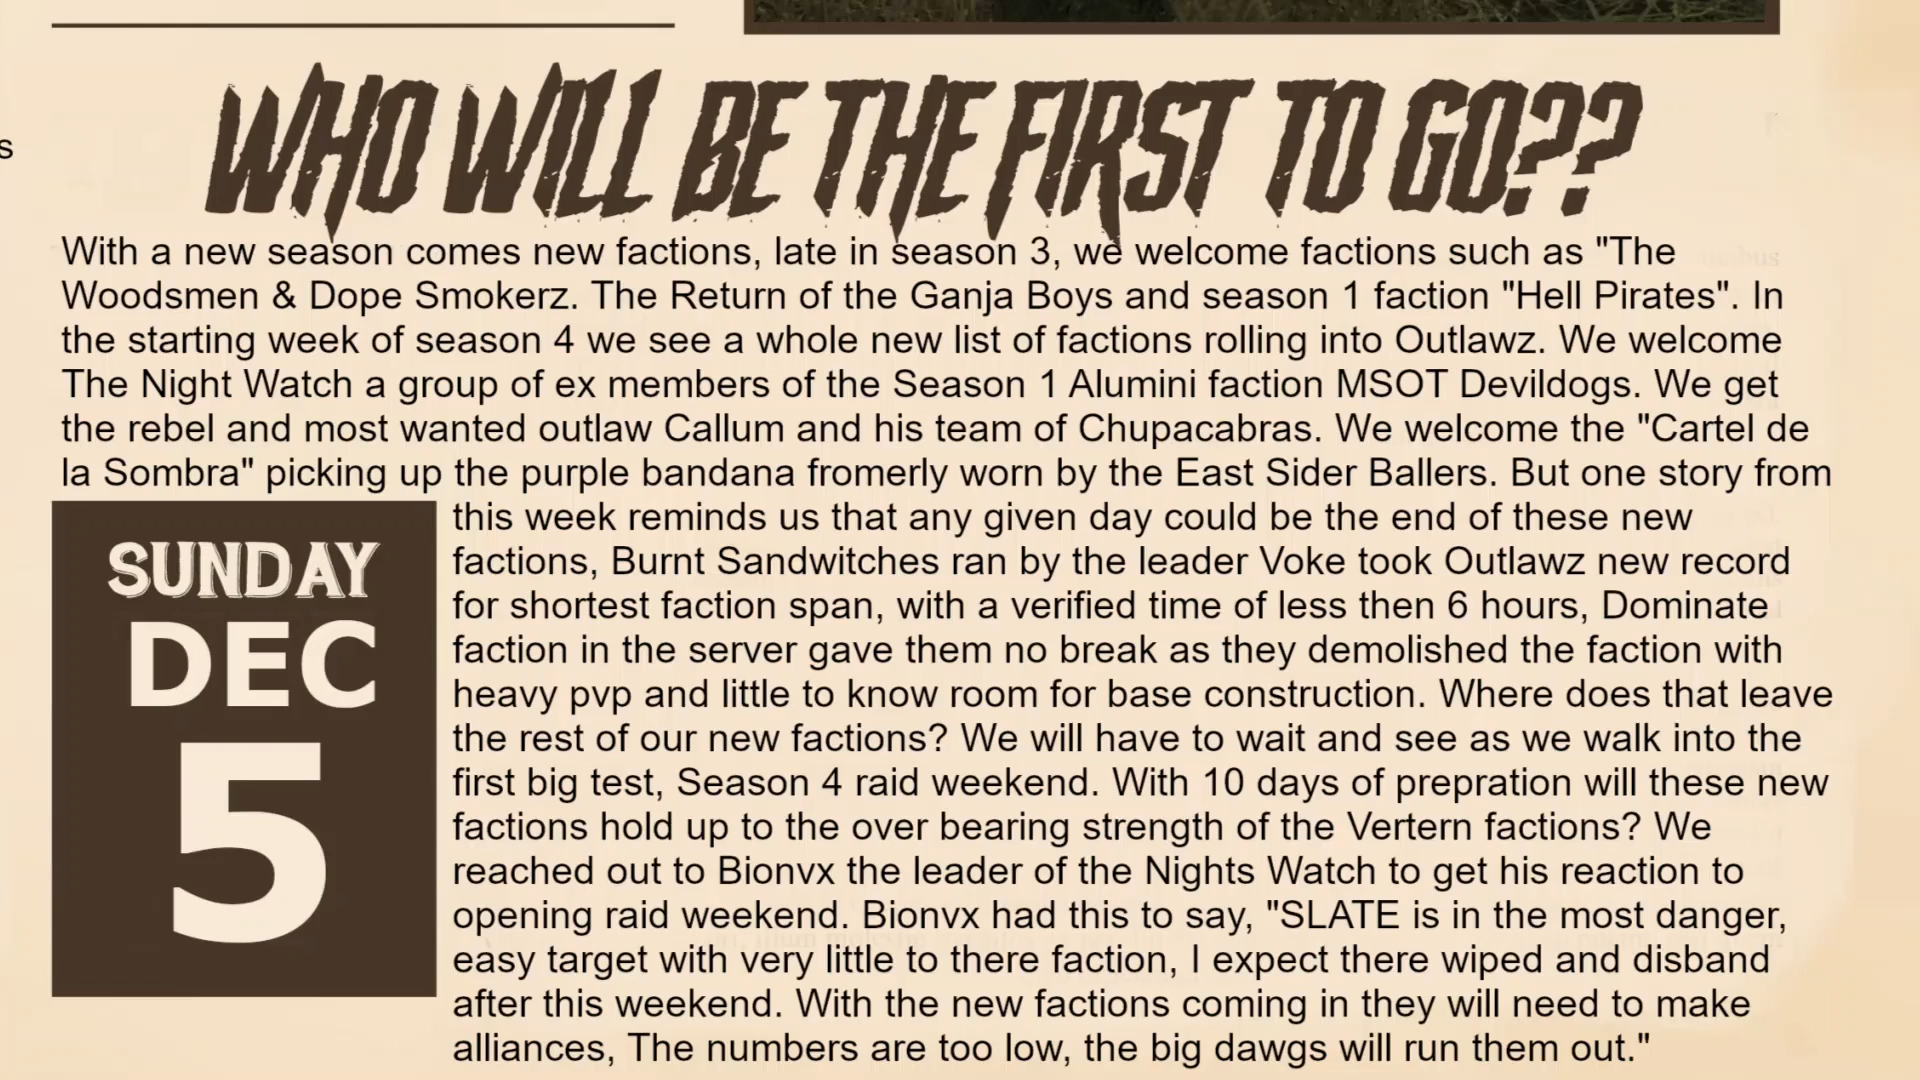 s
WHO WILL BE THE FIRST TO GO??
With a new season comes new factions, late in season 3, we welcome factions such as "The
Woodsmen & Dope Smokerz. The Return of the Ganja Boys and season 1 faction "Hell Pirates". In
the starting week of season 4 we see a whole new list of factions rolling into Outlawz. We welcome
The Night Watch a group of ex members of the Season 1 Alumini faction MSOT Devildogs. We get
the rebel and most wanted outlaw Callum and his team of Chupacabras. We welcome the "Cartel de
la Sombra" picking up the purple bandana fromerly worn by the East Sider Ballers. But one story from
this week reminds us that any given day could be the end of these new
factions, Burnt Sandwitches ran by the leader Voke took Outlawz new record
for shortest faction span, with a verified time of less then 6 hours, Dominate
faction in the server gave them no break as they demolished the faction with
heavy pvp and little to know room for base construction. Where does that leave
the rest of our new factions? We will have to wait and see as we walk into the
first big test, Season 4 raid weekend. With 10 days of prepration will these new
factions hold up to the over bearing strength of the Vertern factions? We
reached out to Bionvx the leader of the Nights Watch to get his reaction to
opening raid weekend. Bionvx had this to say, "SLATE is in the most danger,
easy target with very little to there faction, I expect there wiped and disband
after this weekend. With the new factions coming in they will need to make
alliances, The numbers are too low, the big dawgs will run them out."
SUNDAY
DEC
5